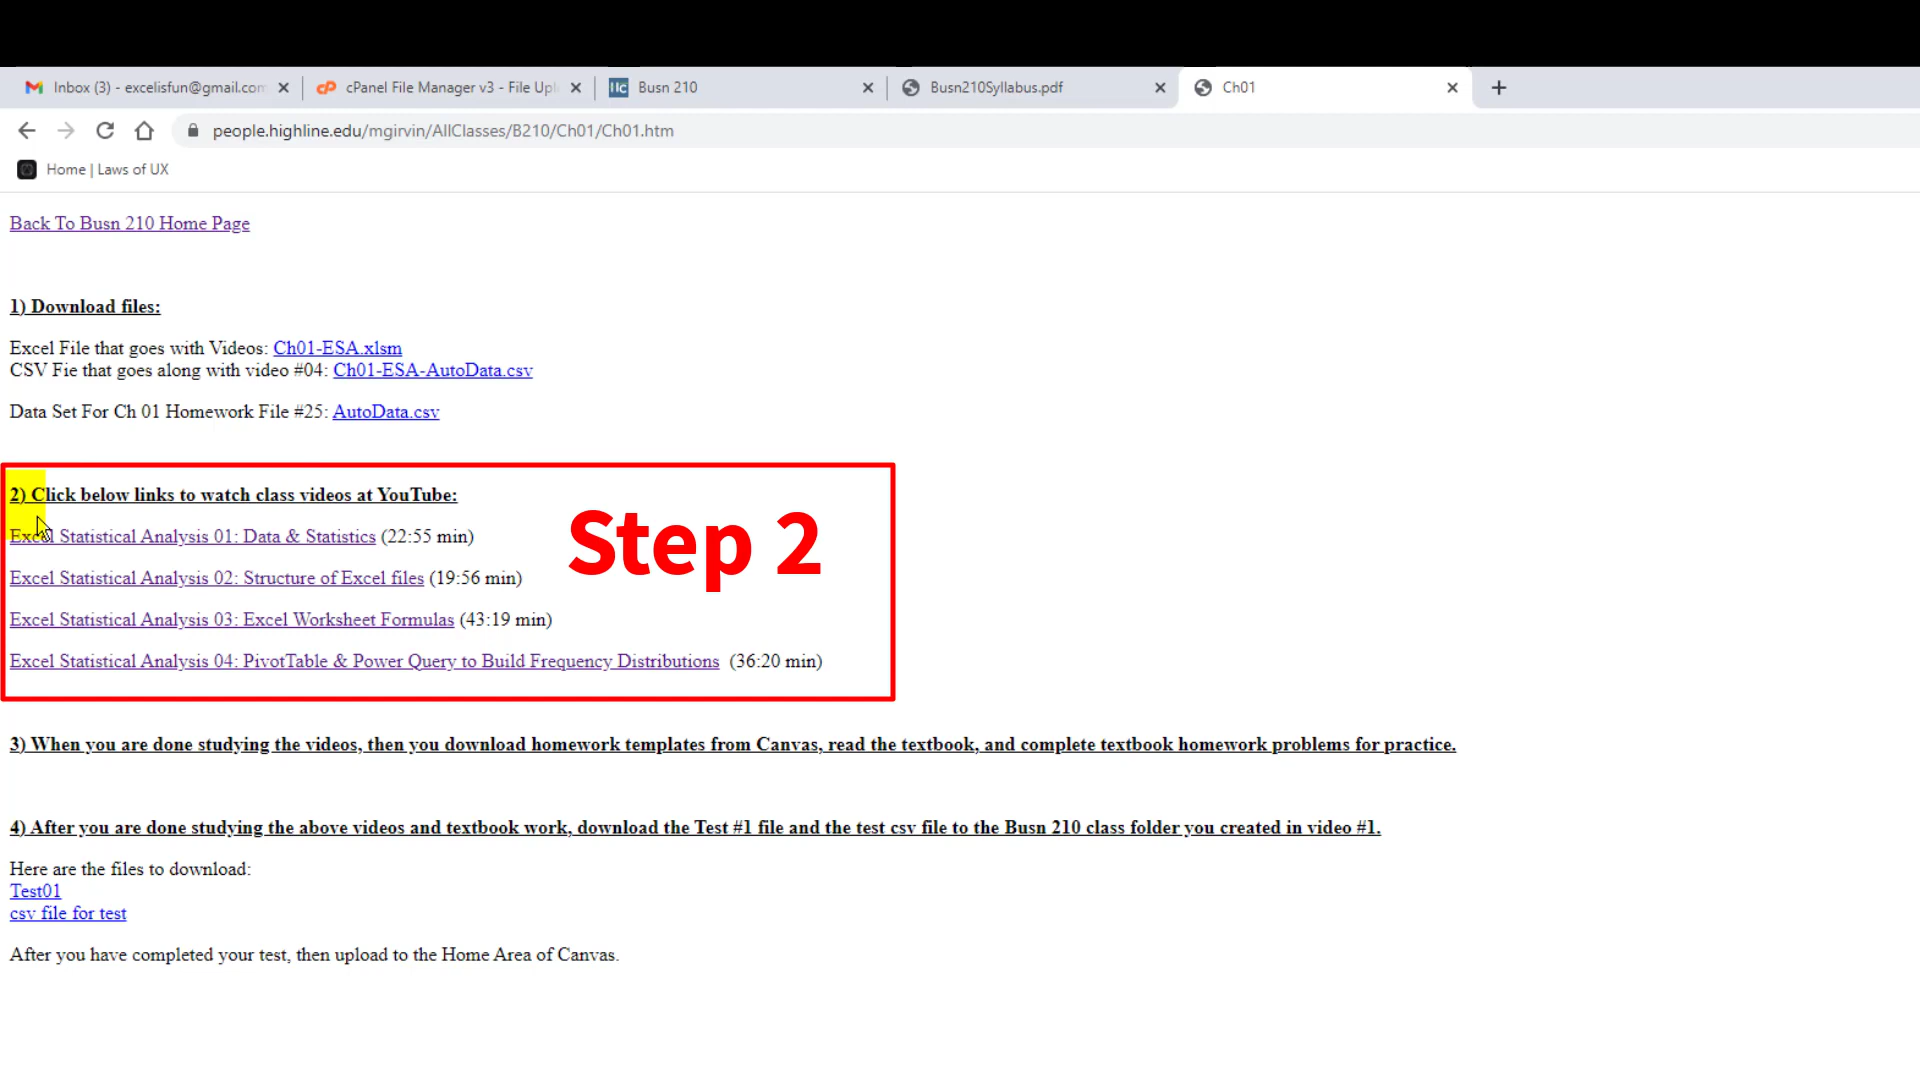 Inbox (3) - excelisfun@gmail.com
cPanel File Manager v3 - File Upl
Busn 210
Busn210Syllabus.pdf
Ch01
people.highline.edu/mgirvin/AllClasses/B210/Ch01/Ch01.htm
Home | Laws of UX
Back To Busn 210 Home Page
1) Download files:
Excel File that goes with Videos: Ch01-ESA.xlsm
CSV Fie that goes along with video #04: Ch01-ESA-AutoData.csv
Data Set For Ch 01 Homework File #25: AutoData.csv
2) Click below links to watch class videos at YouTube:
Excel Statistical Analysis 01: Data & Statistics (22:55 min)
Step 2
Excel Statistical Analysis 02: Structure of Excel files (19:56 min)
Excel Statistical Analysis 03: Excel Worksheet Formulas (43:19 min)
Excel Statistical Analysis 04: PivotTable & Power Query to Build Frequency Distributions (36:20 min)
3) When you are done studying the videos, then you download homework templates from Canvas, read the textbook, and complete textbook homework problems for practice.
4) After you are done studying the above videos and textbook work, download the Test #1 file and the test csv file to the Busn 210 class folder you created in video #1.
Here are the files to download:
Test01
csv file for test
After you have completed your test, then upload to the Home Area of Canvas.